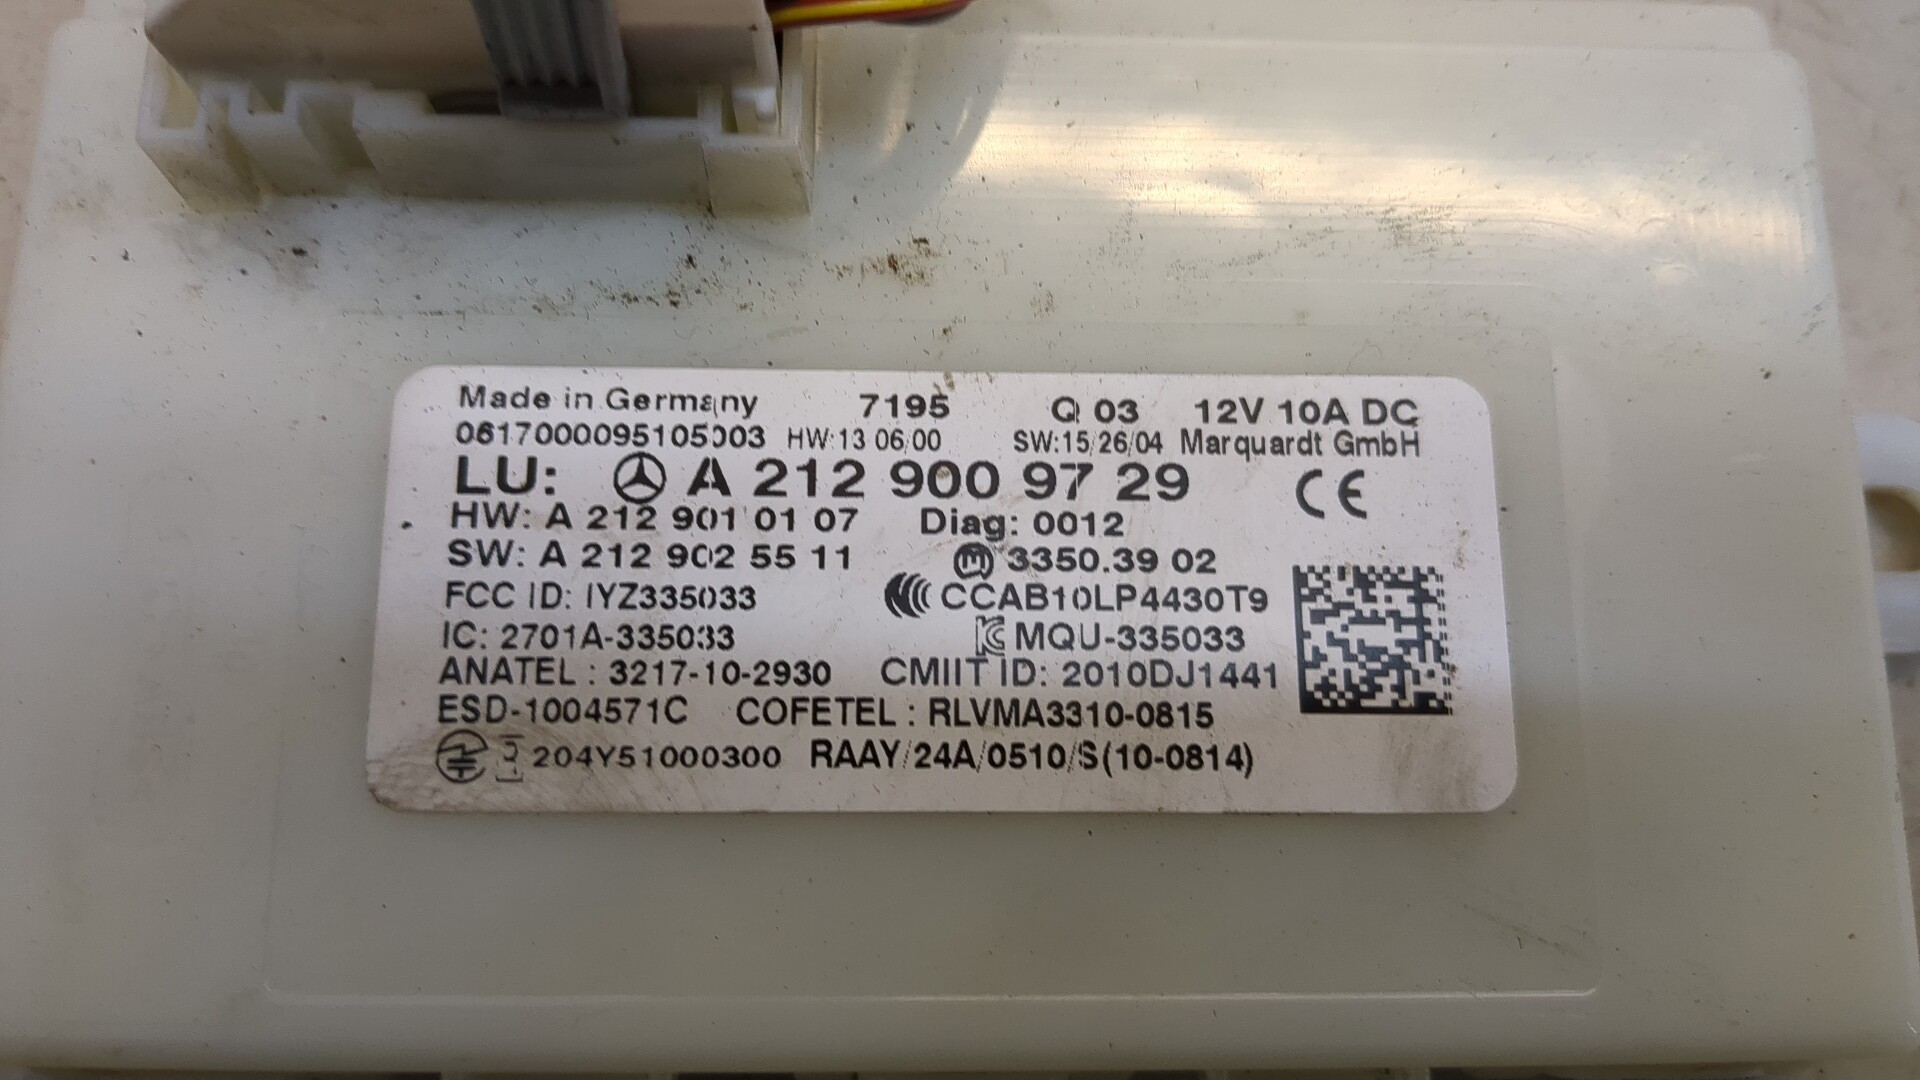 Made in Germany 7195 Q 03 12V 10A DC
0617000095105003 HW:13/06/00 SW:15/26/04 Marquardt GmbH
LU: A 212 900 97 29
HW: A 212 901 01 07 Diag: 0012
SW: A 212 902 55 11 3350.39 02
FCC ID: IYZ335033 CCAB10LP4430T9
IC: 2701A-335033 MQU-335033
ANATEL : 3217-10-2930 CMIIT ID: 2010DJ1441
ESD-1004571C COFETEL : RLVMA3310-0815
R 204Y51000300 RAAY/24A/0510/S(10-0814)